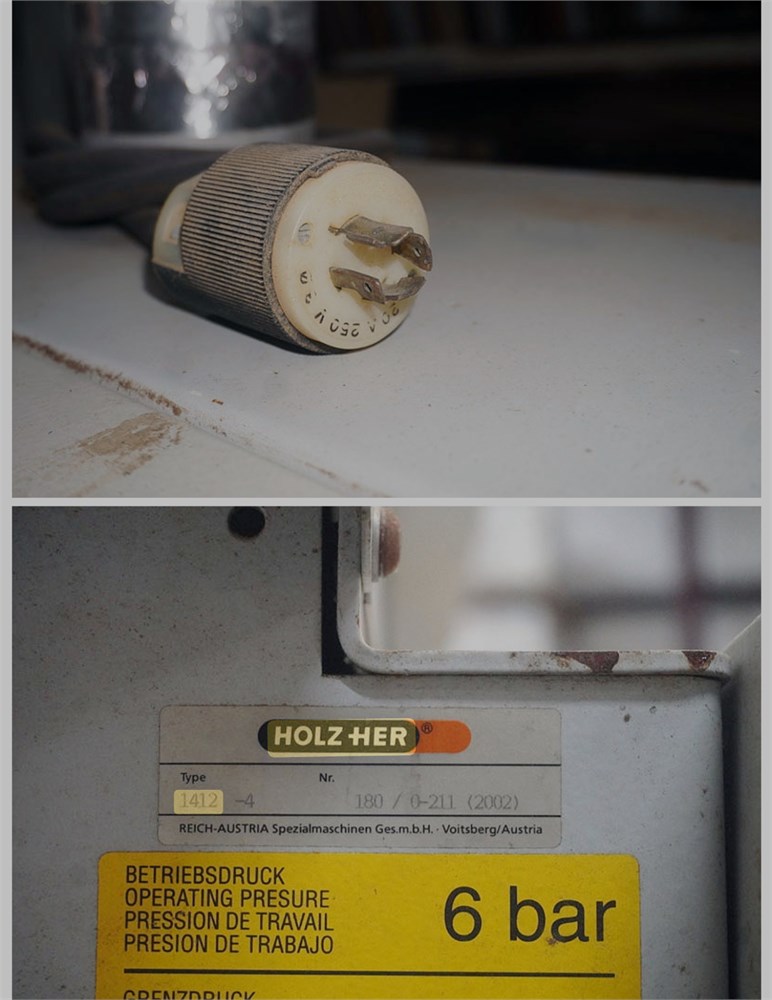 20 A 250 V
HOLZ-HER®
Type Nr.
1412 -4 180 / 0-211 (2002)
REICH-AUSTRIA Spezialmaschinen Ges.m.b.H. · Voitsberg/Austria
BETRIEBSDRUCK
OPERATING PRESURE
PRESSION DE TRAVAIL
PRESION DE TRABAJO
6 bar
GRENZDRUCK